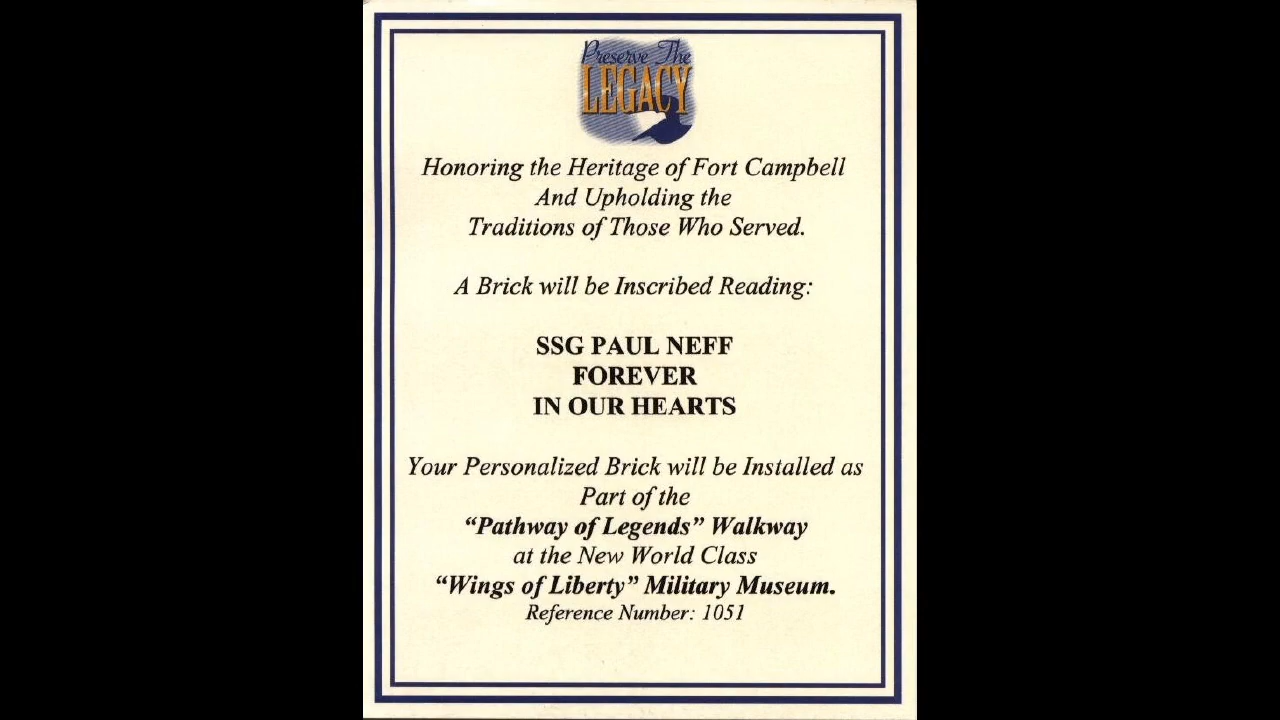 Preserve The
LEGACY
Honoring the Heritage of Fort Campbell
And Upholding the
Traditions of Those Who Served.
A Brick will be Inscribed Reading:
SSG PAUL NEFF
FOREVER
IN OUR HEARTS
Your Personalized Brick will be Installed as
Part of the
“Pathway of Legends” Walkway
at the New World Class
“Wings of Liberty” Military Museum.
Reference Number: 1051